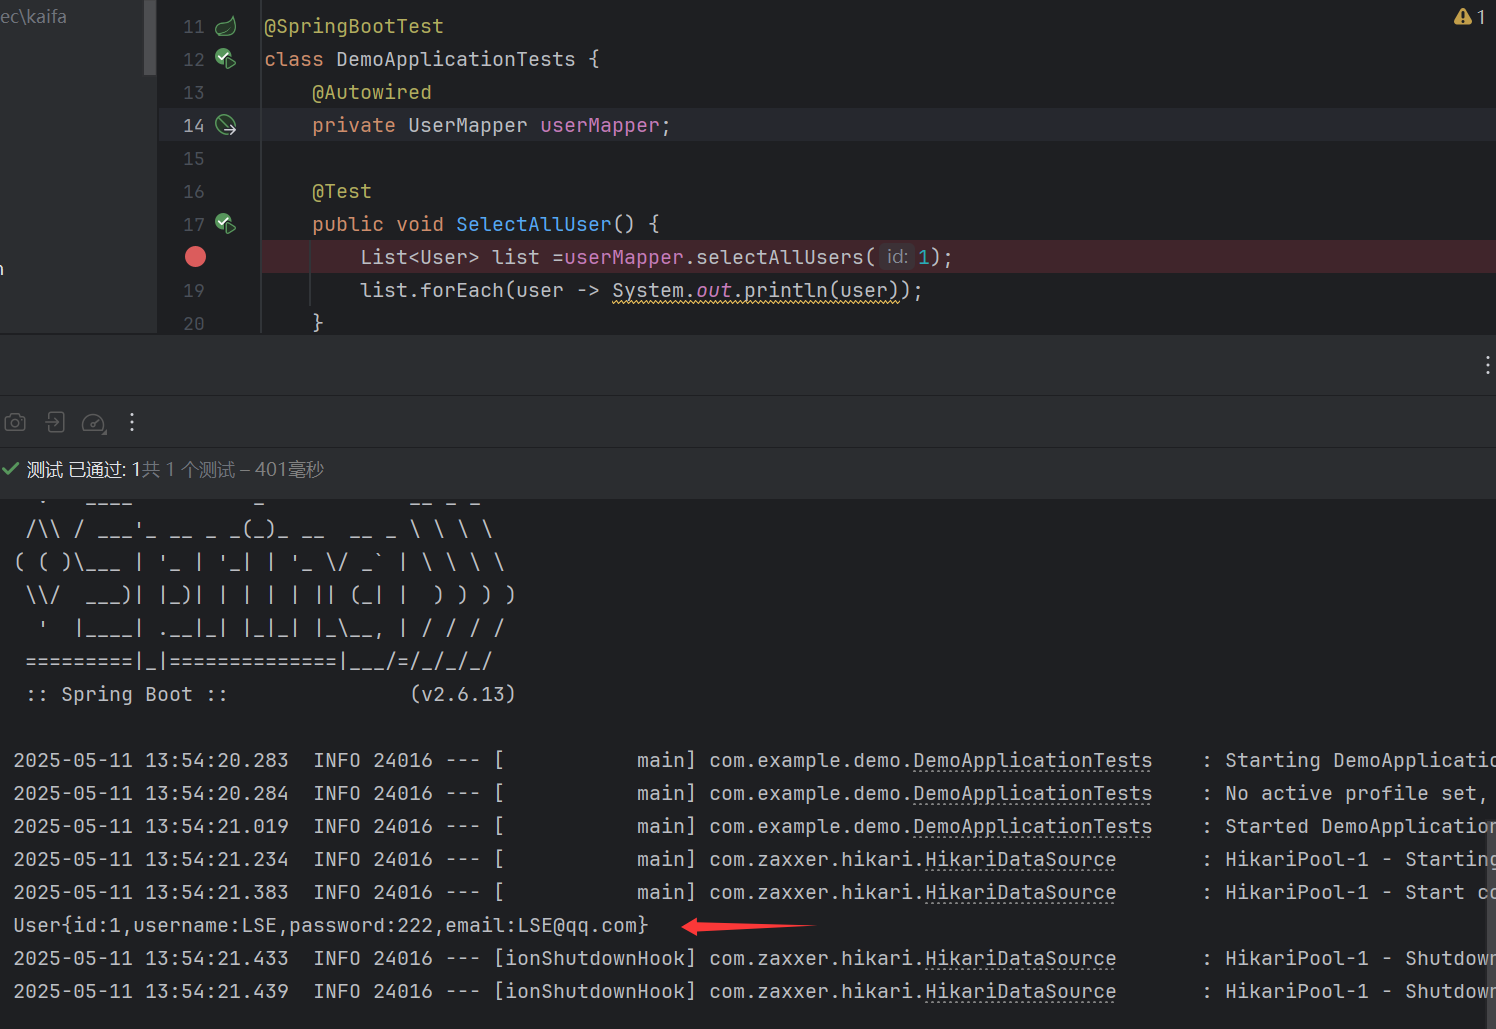 ec\kaifa
1
11 @SpringBootTest
12 class DemoApplicationTests {
13 @Autowired
14 private UserMapper userMapper;
15
16 @Test
17 public void SelectAllUser() {
List<User> list =userMapper.selectAllUsers( id: 1);
19 list.forEach(user -> System.out.println(user));
20 }
测试 已通过: 1共 1 个测试 – 401毫秒
  .   ____          _            __ _ _
 /\\ / ___'_ __ _ _(_)_ __  __ _ \ \ \ \
( ( )\___ | '_ | '_| | '_ \/ _` | \ \ \ \
 \\/  ___)| |_)| | | | | || (_| |  ) ) ) )
  '  |____| .__|_| |_|_| |_\__, | / / / /
 =========|_|==============|___/=/_/_/_/
 :: Spring Boot ::               (v2.6.13)
2025-05-11 13:54:20.283  INFO 24016 --- [           main] com.example.demo.DemoApplicationTests    : Starting DemoApplicatio
2025-05-11 13:54:20.284  INFO 24016 --- [           main] com.example.demo.DemoApplicationTests    : No active profile set,
2025-05-11 13:54:21.019  INFO 24016 --- [           main] com.example.demo.DemoApplicationTests    : Started DemoApplication
2025-05-11 13:54:21.234  INFO 24016 --- [           main] com.zaxxer.hikari.HikariDataSource       : HikariPool-1 - Starting
2025-05-11 13:54:21.383  INFO 24016 --- [           main] com.zaxxer.hikari.HikariDataSource       : HikariPool-1 - Start co
User{id:1,username:LSE,password:222,email:LSE@qq.com}
2025-05-11 13:54:21.433  INFO 24016 --- [ionShutdownHook] com.zaxxer.hikari.HikariDataSource       : HikariPool-1 - Shutdown
2025-05-11 13:54:21.439  INFO 24016 --- [ionShutdownHook] com.zaxxer.hikari.HikariDataSource       : HikariPool-1 - Shutdown